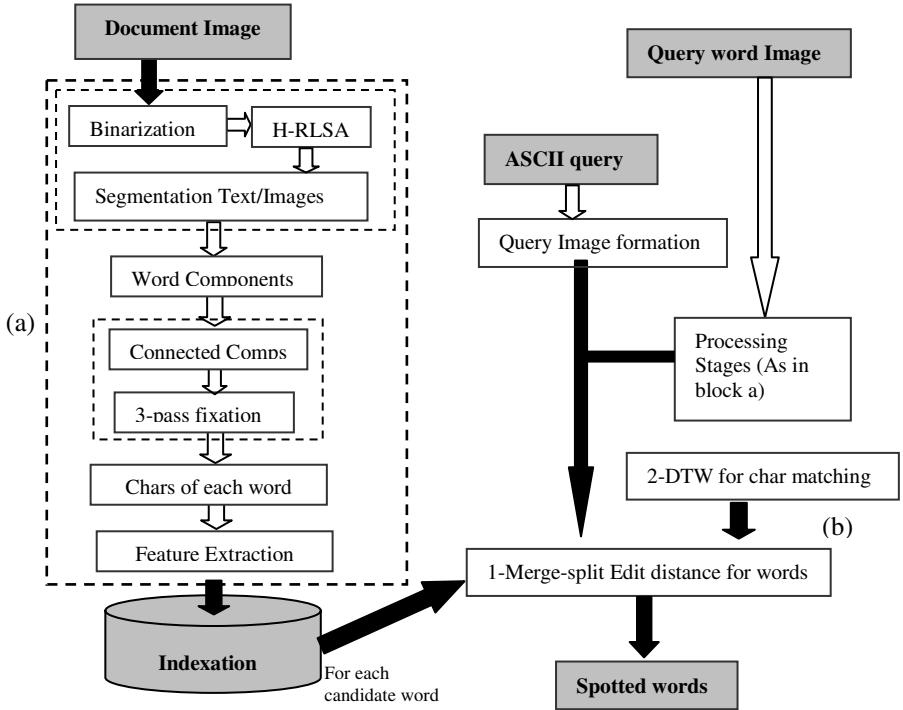 Document Image
Binarization
H-RLSA
Segmentation Text/Images
Word Components
(a)
Connected Comps
3-pass fixation
Chars of each word
Feature Extraction
Indexation
For each
candidate word
Query word Image
ASCII query
Query Image formation
Processing
Stages (As in
block a)
2-DTW for char matching
(b)
1-Merge-split Edit distance for words
Spotted words